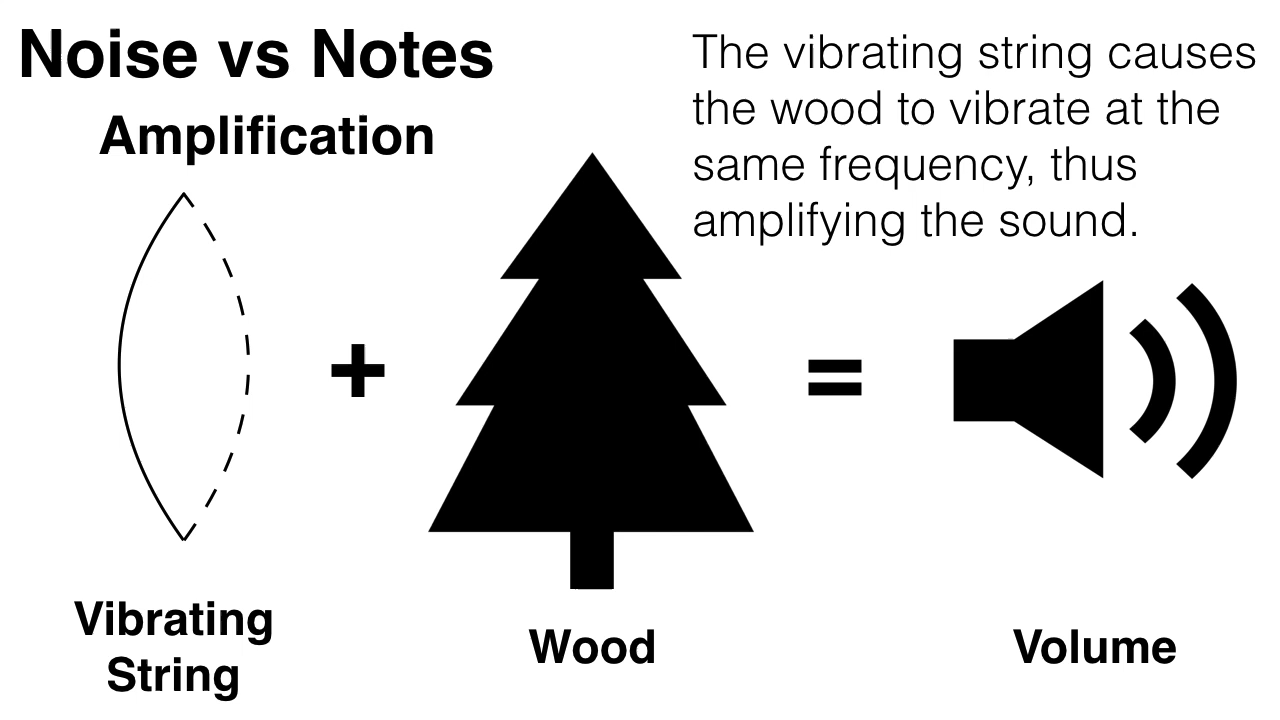 Noise vs Notes
Amplification
The vibrating string causes
the wood to vibrate at the
same frequency, thus
amplifying the sound.
+
=
Vibrating
String
Wood
Volume